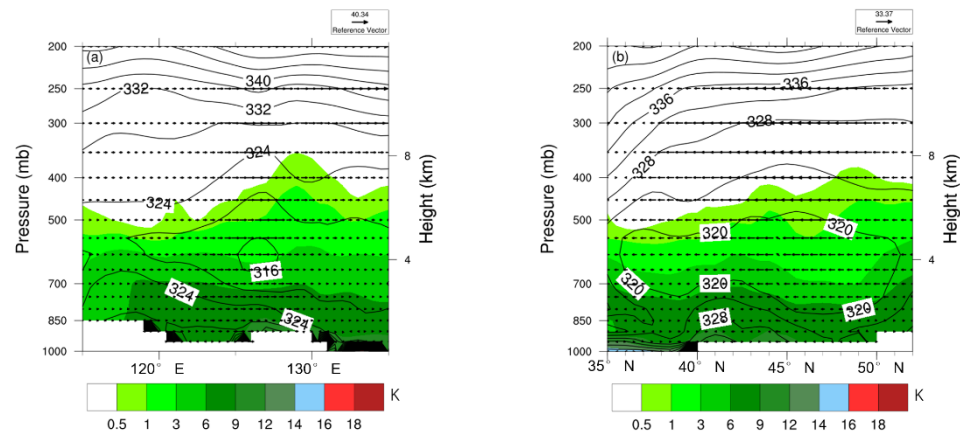 40.34
Reference Vector
(a)
200
250
300
400
500
700
850
1000
Pressure (mb)
340
332
332
324
324
316
324
324
8
4
Height (km)
120° E
130° E
0.5 1 3 6 9 12 14 16 18 K
33.37
Reference Vector
(b)
200
250
300
400
500
700
850
1000
Pressure (mb)
336
336
328
328
320
320
320
320
320
328
8
4
Height (km)
35° N
40° N
45° N
50° N
0.5 1 3 6 9 12 14 16 18 K